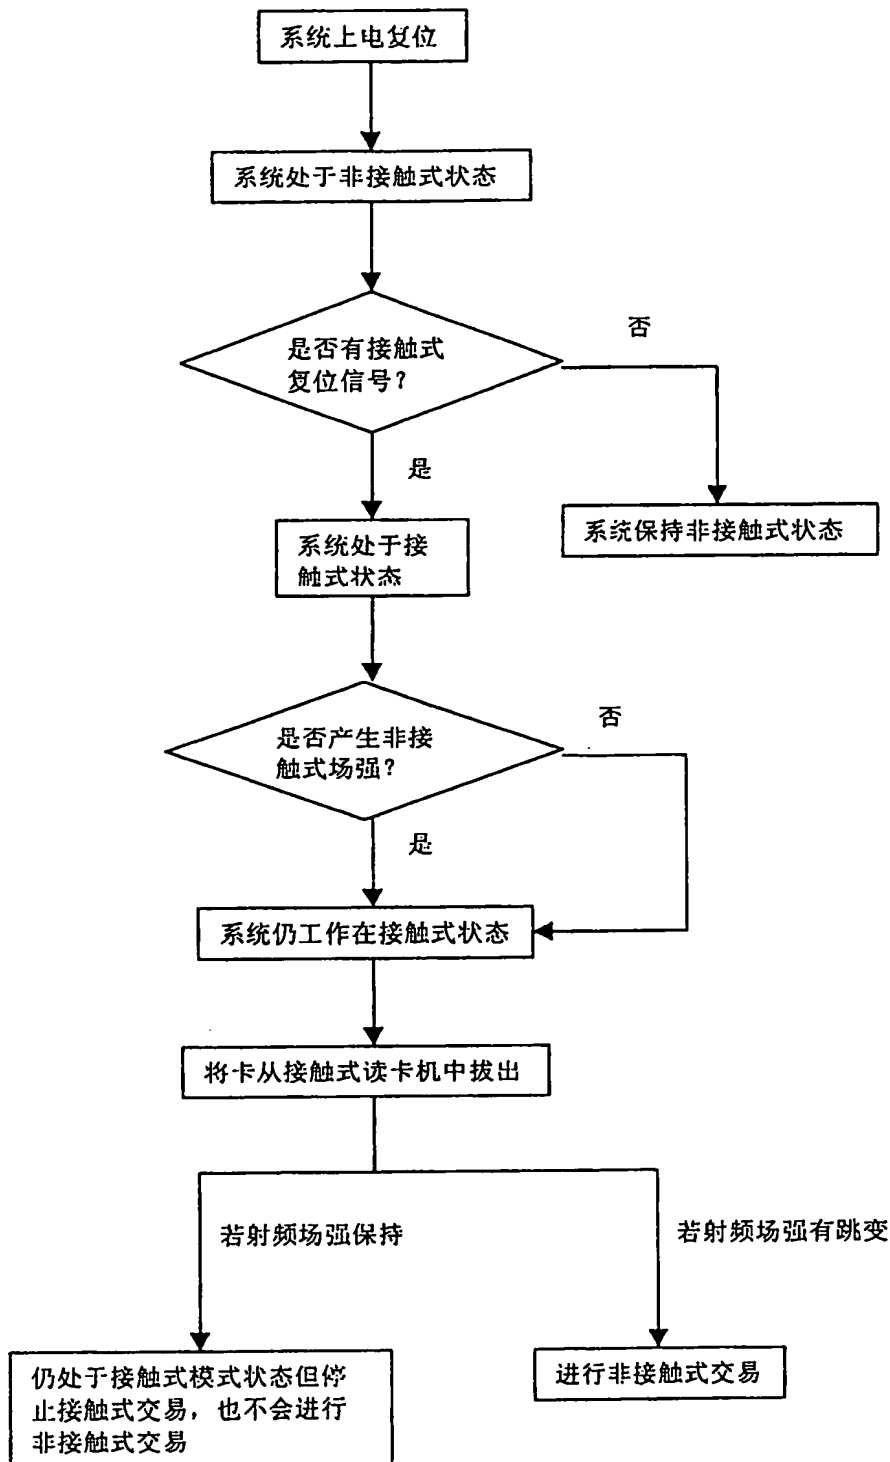 系统上电复位
系统处于非接触式状态
是否有接触式
复位信号？
否
是
系统处于接
触式状态
系统保持非接触式状态
是否产生非接
触式场强？
否
是
系统仍工作在接触式状态
将卡从接触式读卡机中拔出
若射频场强保持
若射频场强有跳变
仍处于接触式模式状态但停
止接触式交易，也不会进行
非接触式交易
进行非接触式交易